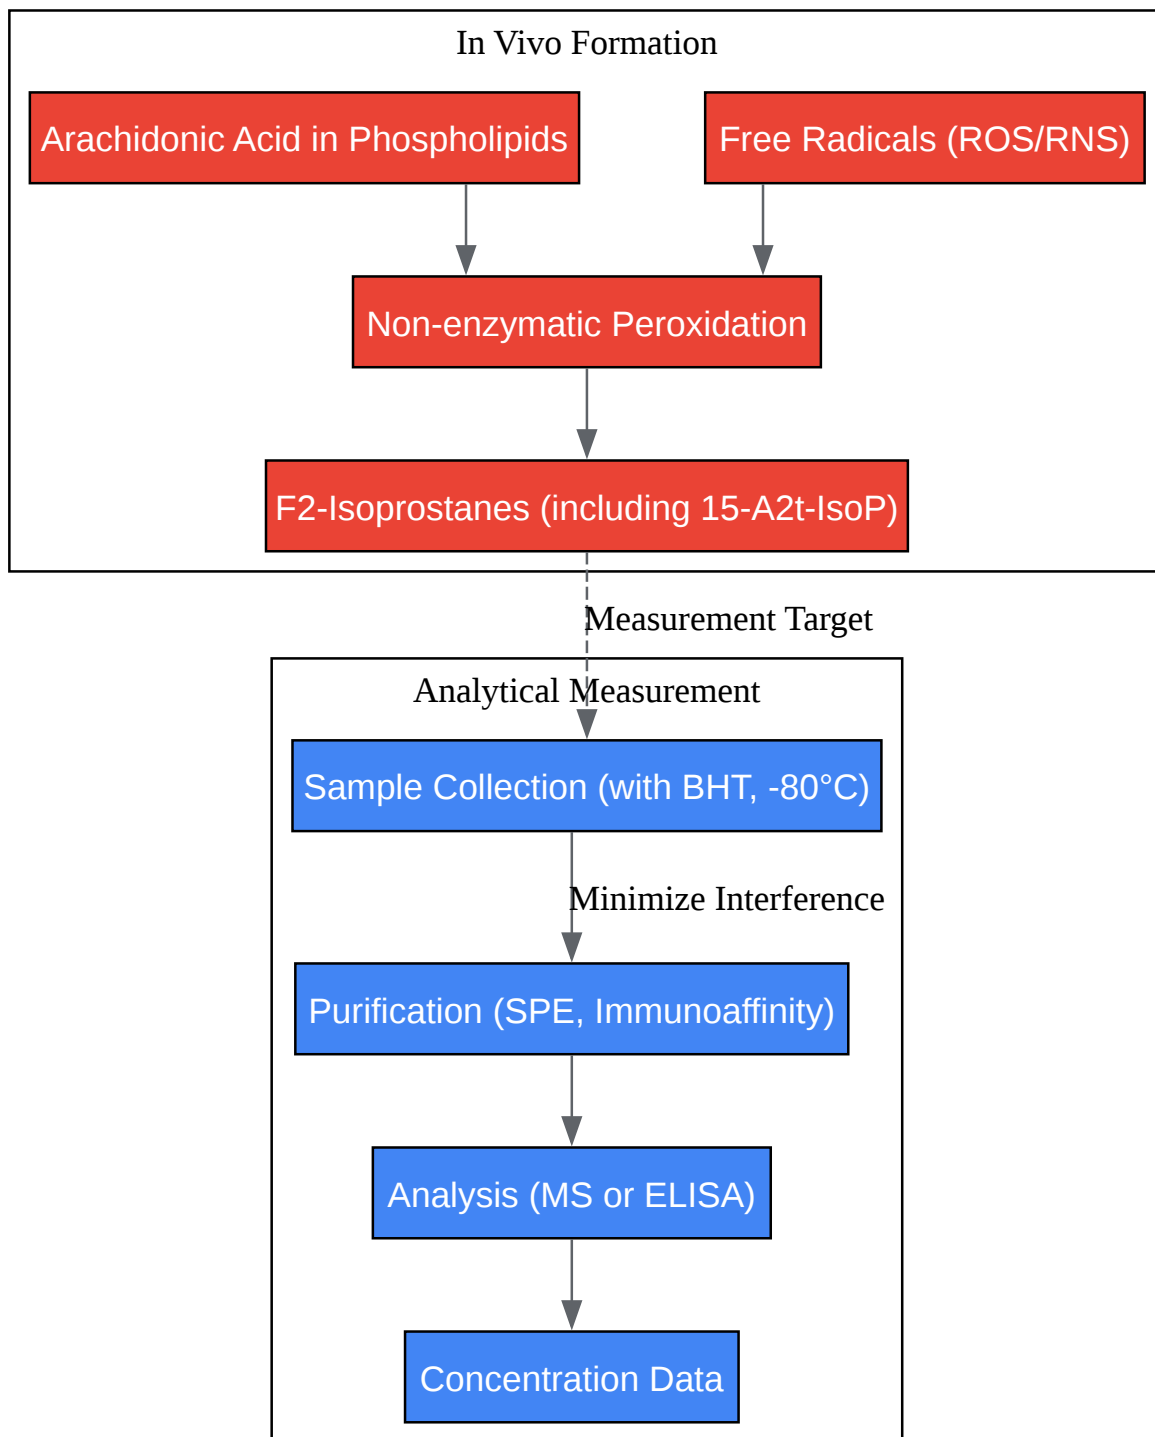 In Vivo Formation
Arachidonic Acid in Phospholipids
Free Radicals (ROS/RNS)
Non-enzymatic Peroxidation
F2-Isoprostanes (including 15-A2t-IsoP)
Measurement Target
Analytical Measurement
Sample Collection (with BHT, -80°C)
Minimize Interference
Purification (SPE, Immunoaffinity)
Analysis (MS or ELISA)
Concentration Data